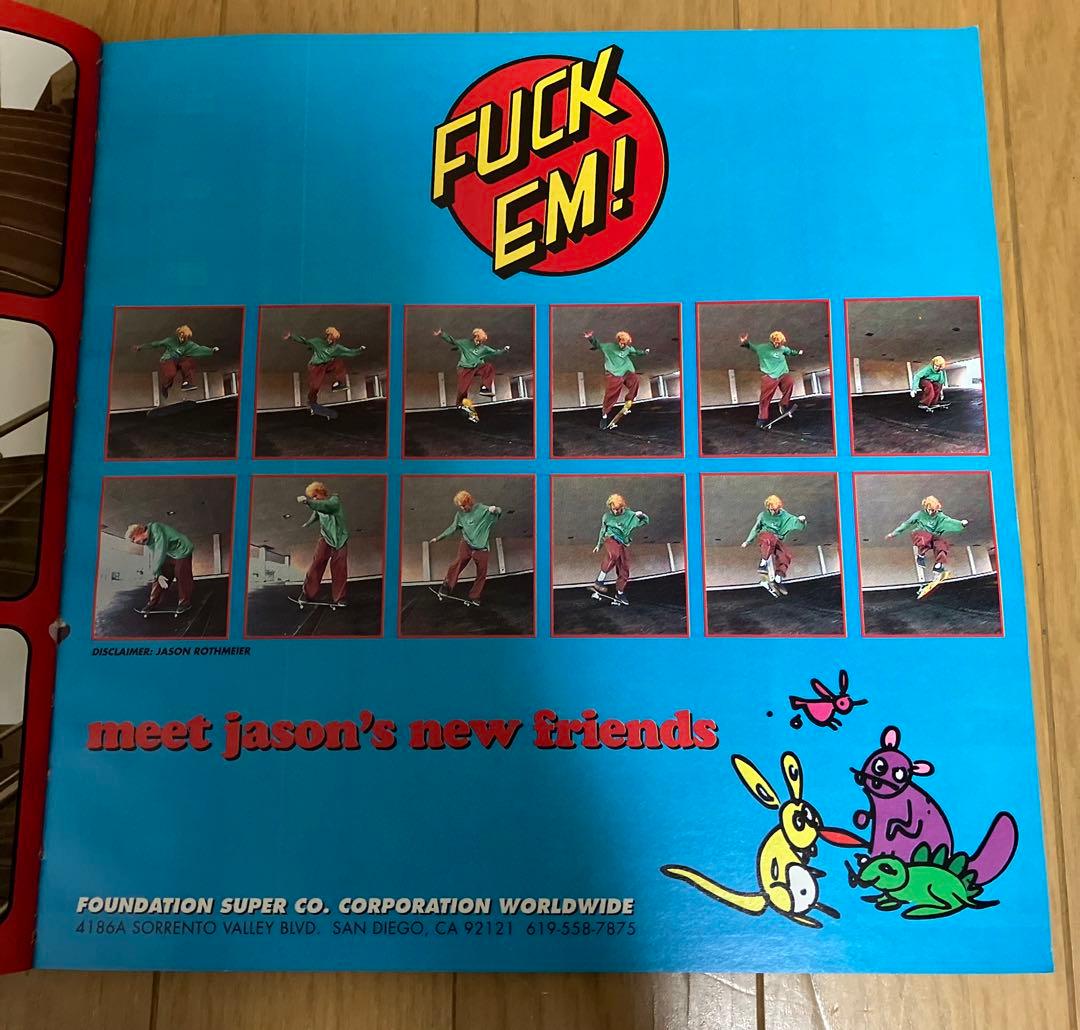 FUCK
EM!
DISCLAIMER: JASON ROTHMEIER
meet jason's new friends
FOUNDATION SUPER CO. CORPORATION WORLDWIDE
4186A SORRENTO VALLEY BLVD. SAN DIEGO, CA 92121 619-558-7875